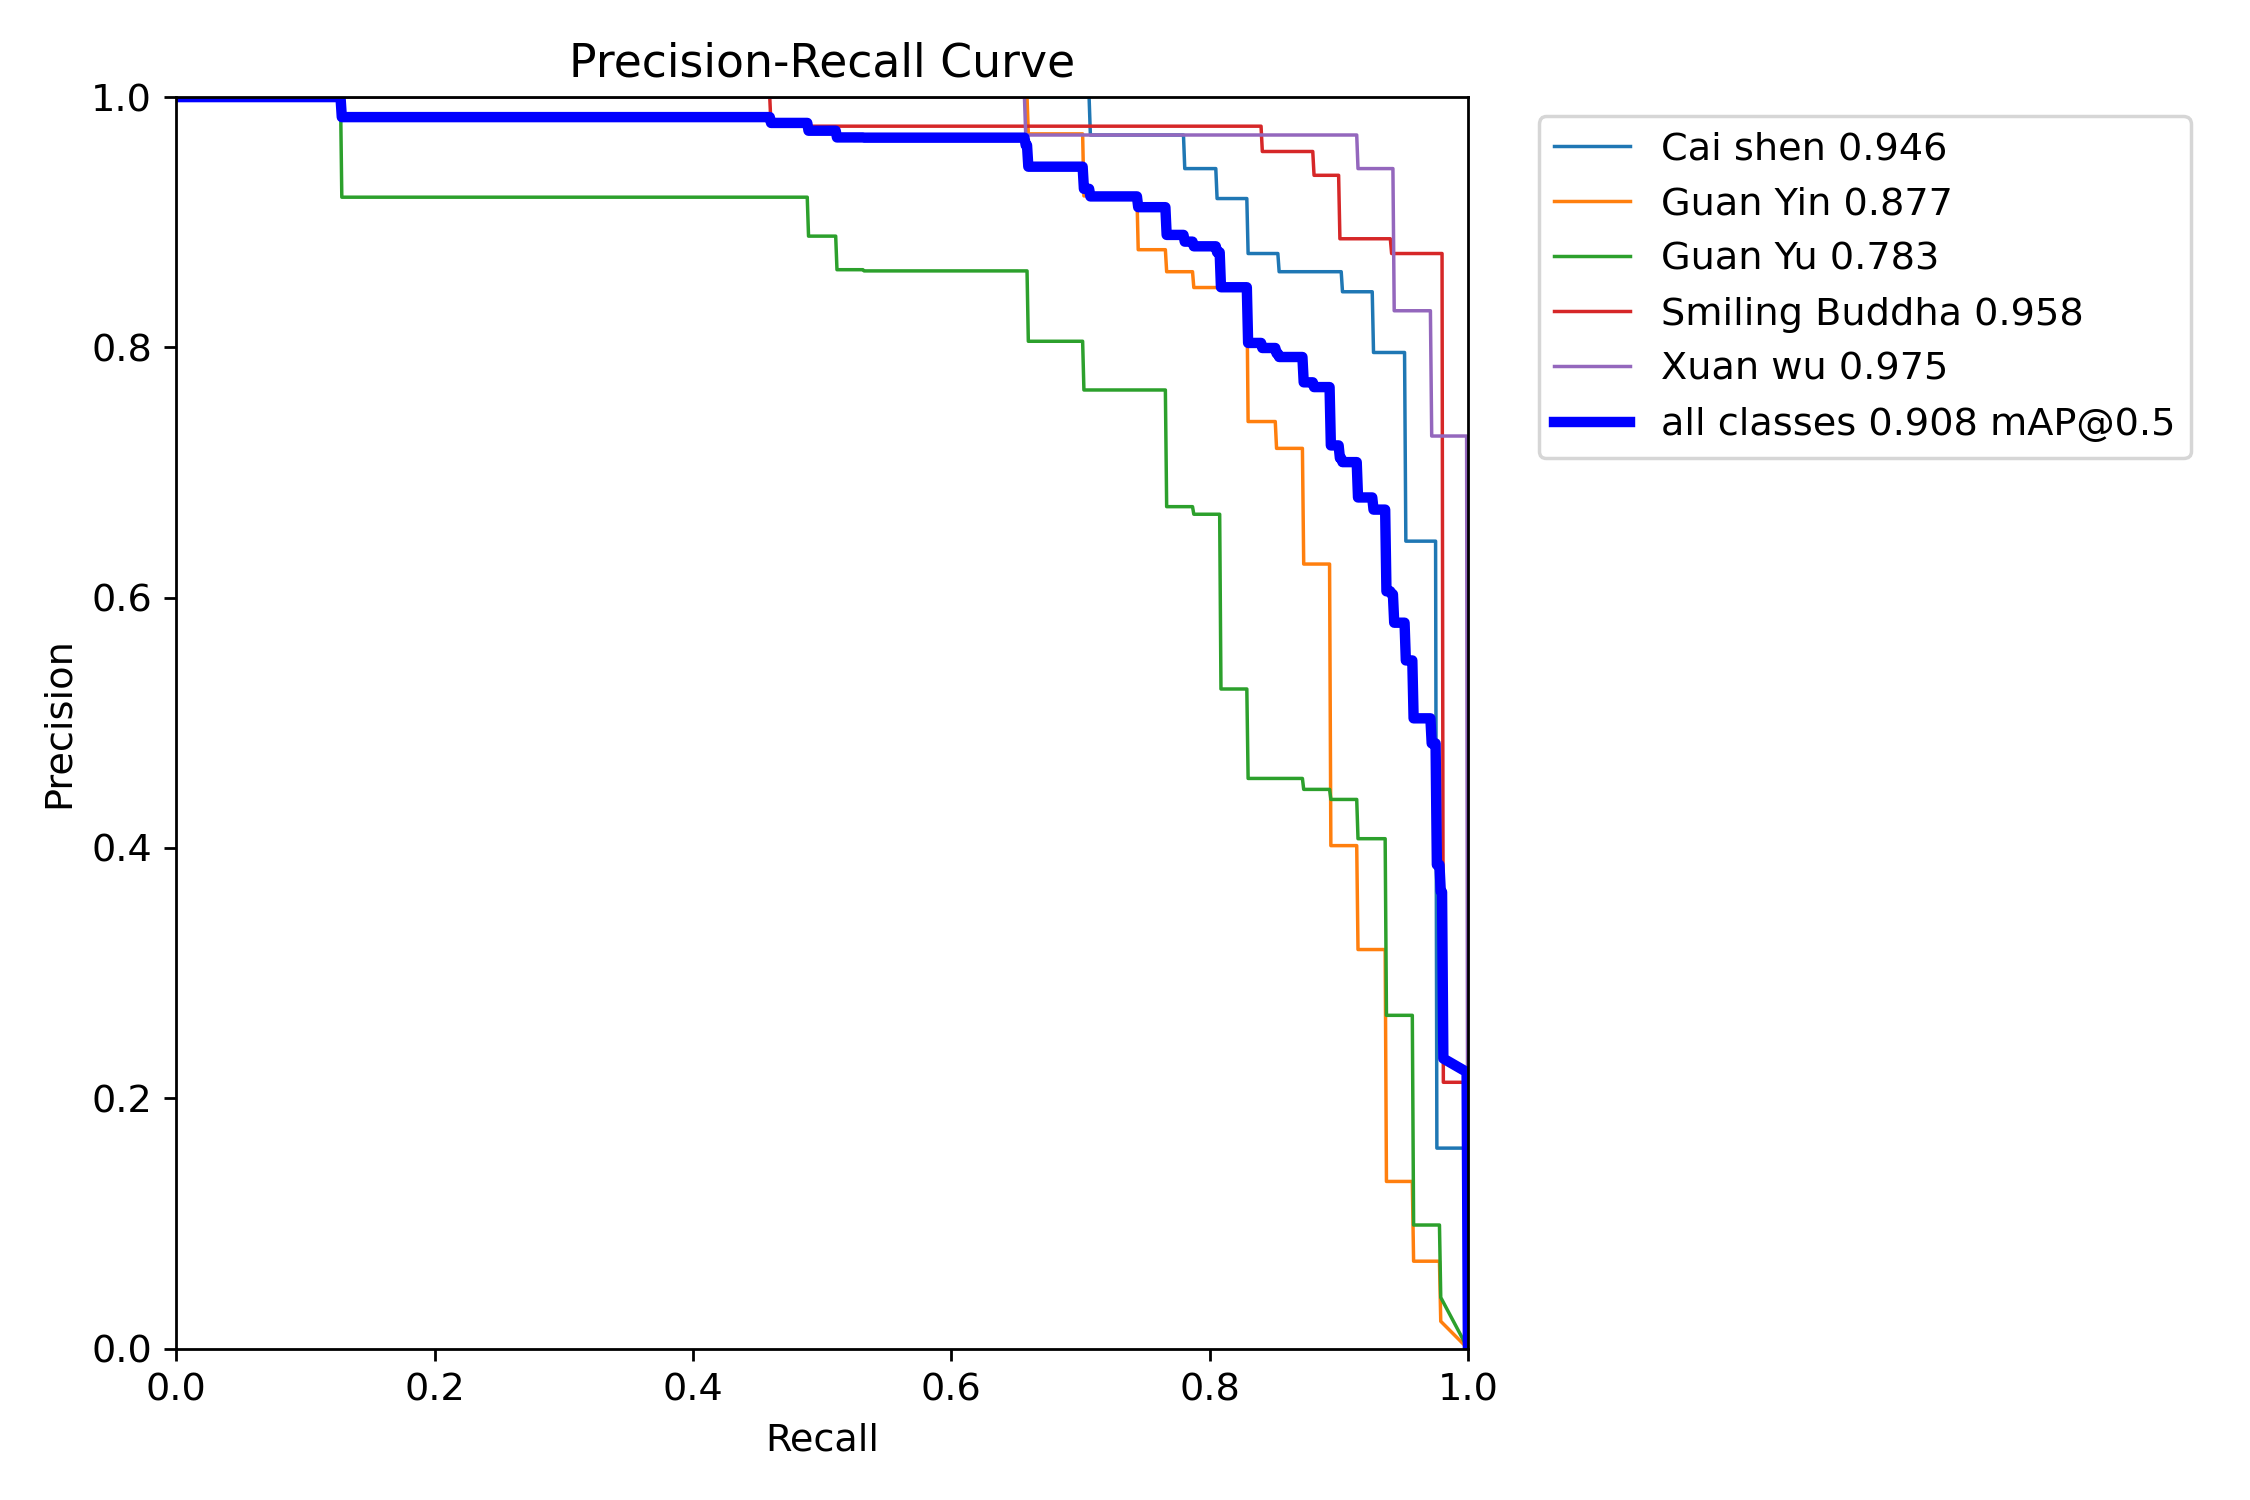 Precision-Recall Curve
1.0
0.8
0.6
0.4
0.2
0.0
Precision
0.0 0.2 0.4 0.6 0.8 1.0
Recall
Cai shen 0.946
Guan Yin 0.877
Guan Yu 0.783
Smiling Buddha 0.958
Xuan wu 0.975
all classes 0.908 mAP@0.5